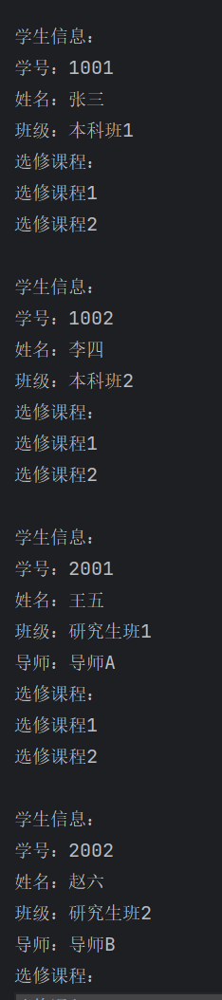 学生信息:
学号：1001
姓名：张三
班级：本科班1
选修课程：
选修课程1
选修课程2
学生信息:
学号：1002
姓名：李四
班级：本科班2
选修课程：
选修课程1
选修课程2
学生信息:
学号：2001
姓名：王五
班级：研究生班1
导师：导师A
选修课程：
选修课程1
选修课程2
学生信息:
学号：2002
姓名：赵六
班级：研究生班2
导师：导师B
选修课程：